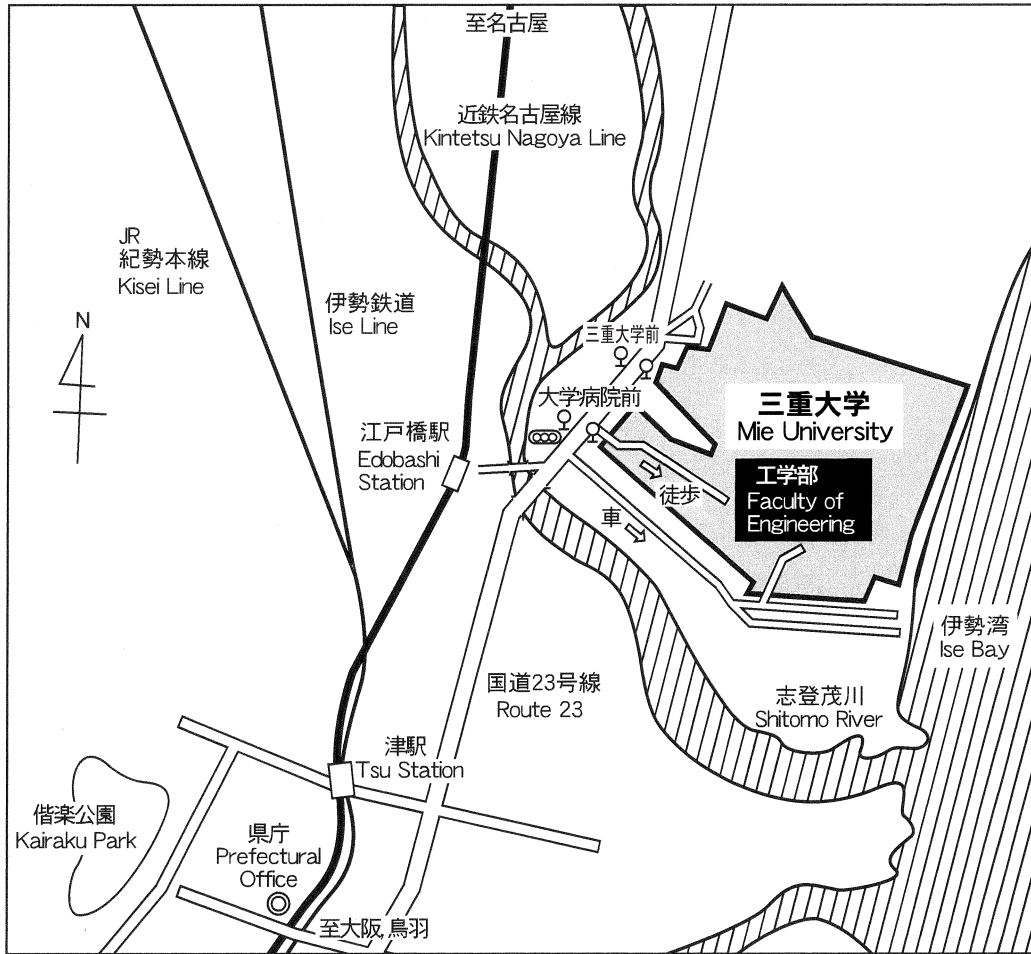 至名古屋
近鉄名古屋線
Kintetsu Nagoya Line
JR
紀勢本線
Kisei Line
伊勢鉄道
Ise Line
N
三重大学前
大学病院前
三重大学
Mie University
江戸橋駅
Edobashi
Station
工学部
Faculty of
Engineering
徒歩
車
伊勢湾
Ise Bay
国道23号線
Route 23
志登茂川
Shitomo River
津駅
Tsu Station
偕楽公園
Kairaku Park
県庁
Prefectural
Office
至大阪,鳥羽